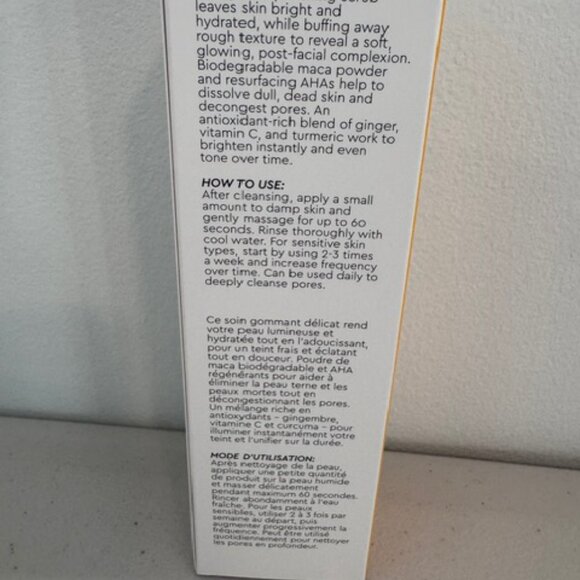 scrub
leaves skin bright and
hydrated, while buffing away
rough texture to reveal a soft,
glowing, post-facial complexion.
Biodegradable maca powder
and resurfacing AHAs help to
dissolve dull, dead skin and
decongest pores. An
antioxidant-rich blend of ginger,
vitamin C, and turmeric work to
brighten instantly and even
tone over time.
HOW TO USE:
After cleansing, apply a small
amount to damp skin and
gently massage for up to 60
seconds. Rinse thoroughly with
cool water. For sensitive skin
types, start by using 2-3 times
a week and increase frequency
over time. Can be used daily to
deeply cleanse pores.
Ce soin gommant délicat rend
votre peau lumineuse et
hydratée tout en l'adoucissant,
pour un teint frais et éclatant
tout en douceur. Poudre de
maca biodégradable et AHA
régénérants pour aider à
éliminer la peau terne et les
peaux mortes tout en
décongestionnant les pores.
Un mélange riche en
antioxydants – gingembre,
vitamine C et curcuma – pour
illuminer instantanément votre
teint et l'unifier sur la durée.
MODE D'UTILISATION:
Après nettoyage de la peau,
appliquer une petite quantité
de produit sur la peau humide
et masser délicatement
pendant maximum 60 secondes.
Rincer abondamment à l'eau
fraîche. Pour les peaux
sensibles, utiliser 2 à 3 fois par
semaine au départ, puis
augmenter progressivement la
fréquence. Peut être utilisé
quotidiennement pour nettoyer
les pores en profondeur.